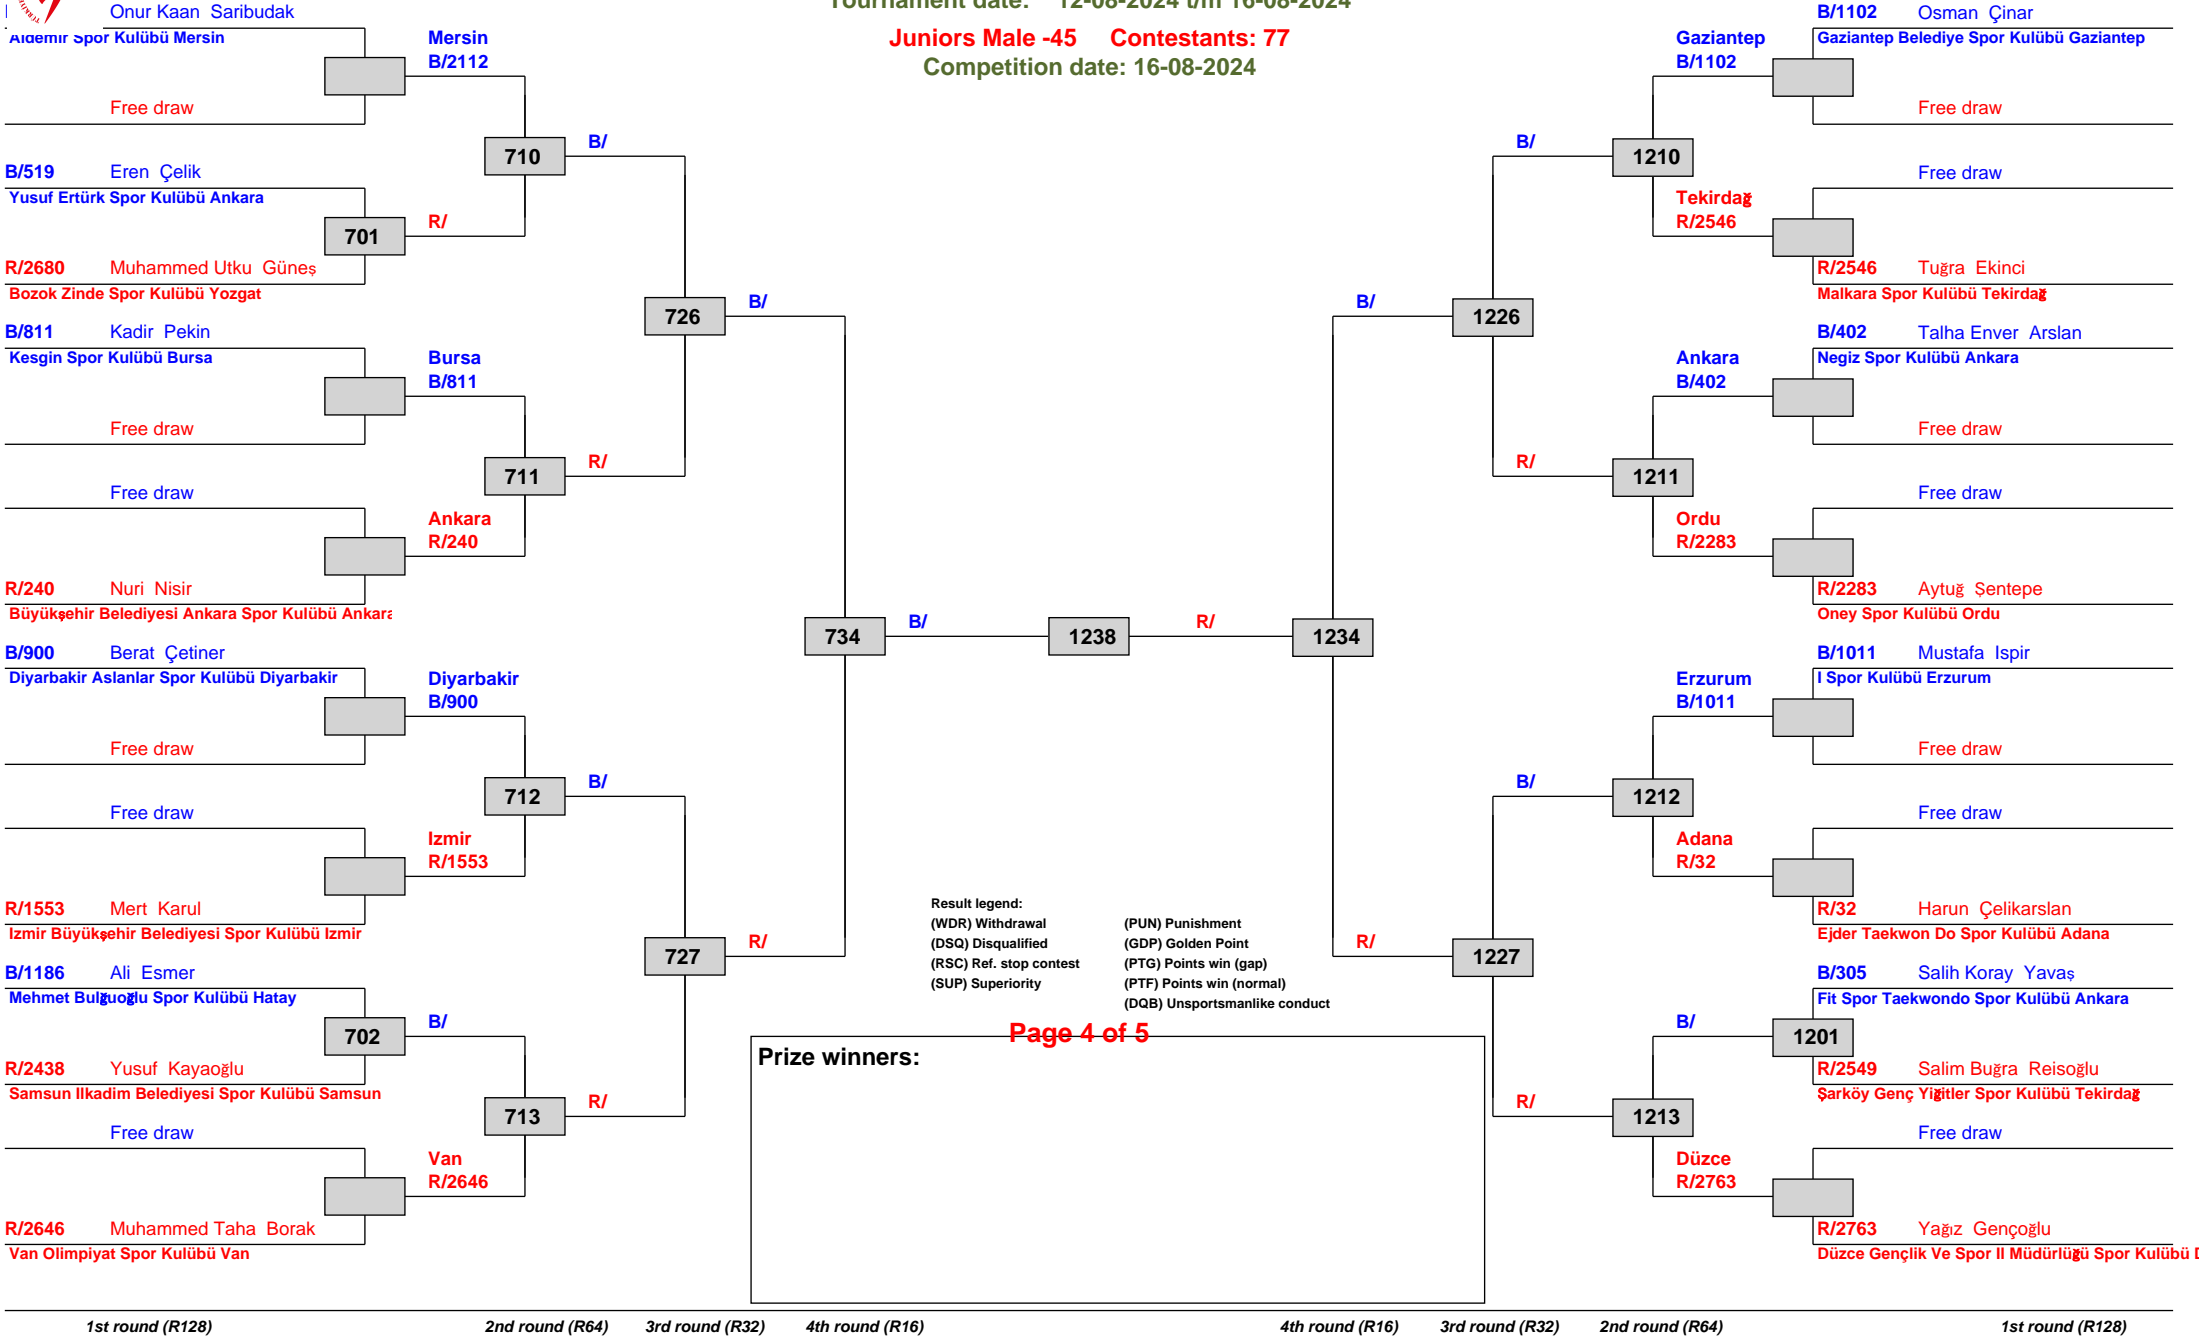 Tournament date: 12-08-2024 t/m 16-08-2024
Juniors Male -45 Contestants: 77
Competition date: 16-08-2024
Onur Kaan Saribudak
Aldemir Spor Kulübü Mersin
Mersin
B/2112
Free draw
710
B/
B/519 Eren Çelik
Yusuf Ertürk Spor Kulübü Ankara
701
R/
R/2680 Muhammed Utku Güneş
Bozok Zinde Spor Kulübü Yozgat
726
B/
B/811 Kadir Pekin
Kesgin Spor Kulübü Bursa
Bursa
B/811
Free draw
711
R/
Free draw
Ankara
R/240
R/240 Nuri Nisir
Büyükşehir Belediyesi Ankara Spor Kulübü Ankara
734
B/
1238
R/
1234
B/900 Berat Çetiner
Diyarbakir Aslanlar Spor Kulübü Diyarbakir
Diyarbakir
B/900
Free draw
712
B/
Free draw
Izmir
R/1553
R/1553 Mert Karul
Izmir Büyükşehir Belediyesi Spor Kulübü Izmir
727
R/
B/1186 Ali Esmer
Mehmet Bulğuoğlu Spor Kulübü Hatay
702
B/
R/2438 Yusuf Kayaoğlu
Samsun Ilkadim Belediyesi Spor Kulübü Samsun
713
R/
Free draw
Van
R/2646
R/2646 Muhammed Taha Borak
Van Olimpiyat Spor Kulübü Van
B/1102 Osman Çinar
Gaziantep Belediye Spor Kulübü Gaziantep
Gaziantep
B/1102
Free draw
B/
1210
Free draw
Tekirdağ
R/2546
R/2546 Tuğra Ekinci
Malkara Spor Kulübü Tekirdağ
B/
1226
B/402 Talha Enver Arslan
Negiz Spor Kulübü Ankara
Ankara
B/402
Free draw
R/
1211
Free draw
Ordu
R/2283
R/2283 Aytuğ Şentepe
Oney Spor Kulübü Ordu
B/1011 Mustafa Ispir
I Spor Kulübü Erzurum
Erzurum
B/1011
Free draw
B/
1212
Free draw
Adana
R/32
R/32 Harun Çelikarslan
Ejder Taekwon Do Spor Kulübü Adana
R/
1227
B/305 Salih Koray Yavaş
Fit Spor Taekwondo Spor Kulübü Ankara
B/
1201
R/2549 Salim Buğra Reisoğlu
Şarköy Genç Yiğitler Spor Kulübü Tekirdağ
R/
1213
Free draw
Düzce
R/2763
R/2763 Yağız Gençoğlu
Düzce Gençlik Ve Spor Il Müdürlüğü Spor Kulübü
Result legend:
(WDR) Withdrawal (PUN) Punishment
(DSQ) Disqualified (GDP) Golden Point
(RSC) Ref. stop contest (PTG) Points win (gap)
(SUP) Superiority (PTF) Points win (normal)
(DQB) Unsportsmanlike conduct
Page 4 of 5
Prize winners:
1st round (R128) 2nd round (R64) 3rd round (R32) 4th round (R16) 4th round (R16) 3rd round (R32) 2nd round (R64) 1st round (R128)